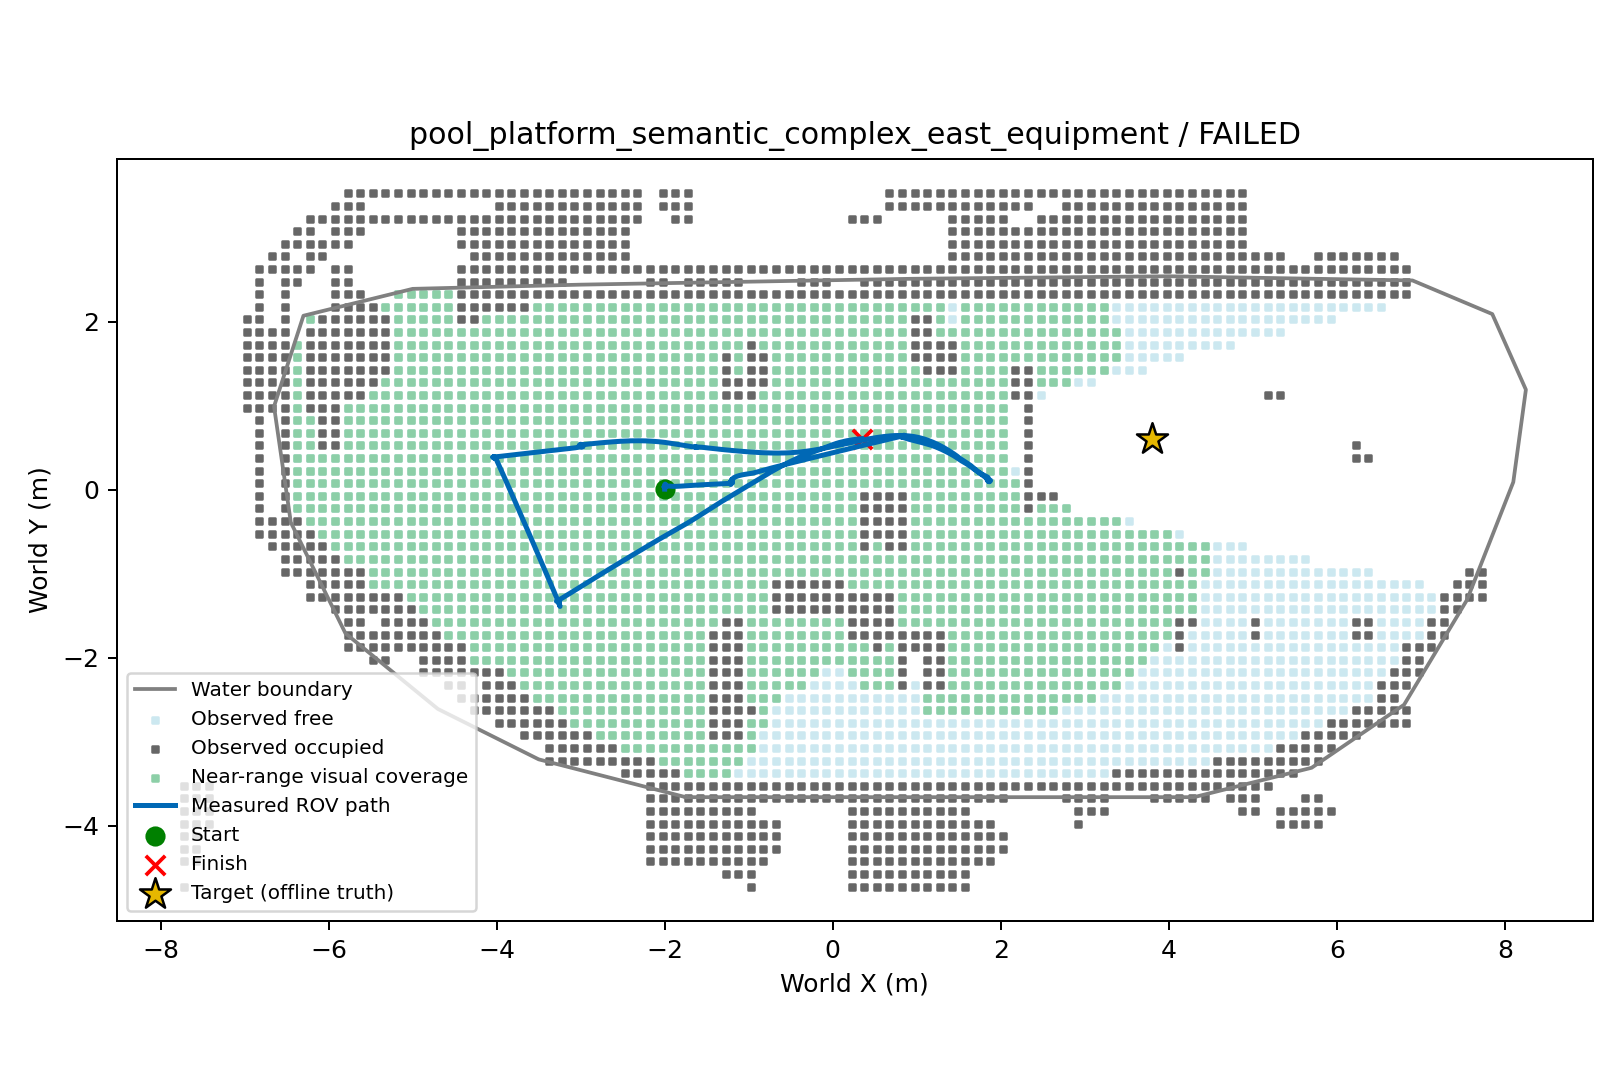 pool_platform_semantic_complex_east_equipment / FAILED
World Y (m)
2
0
−2
−4
Water boundary
Observed free
Observed occupied
Near-range visual coverage
Measured ROV path
Start
Finish
Target (offline truth)
−8 −6 −4 −2 0 2 4 6 8
World X (m)